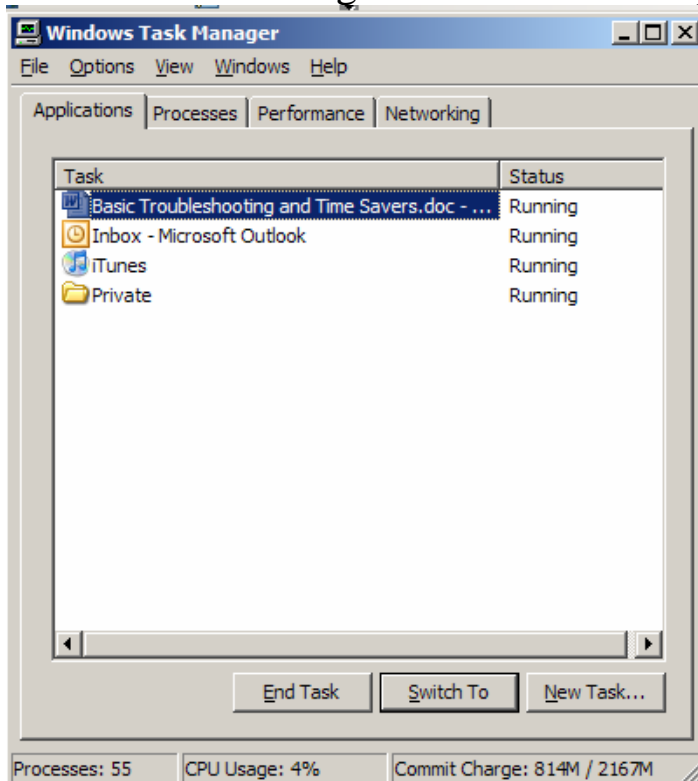 Windows Task Manager
File Options View Windows Help
Applications Processes Performance Networking
Task Status
Basic Troubleshooting and Time Savers.doc - ... Running
Inbox - Microsoft Outlook Running
iTunes Running
Private Running
End Task Switch To New Task...
Processes: 55 CPU Usage: 4% Commit Charge: 814M / 2167M